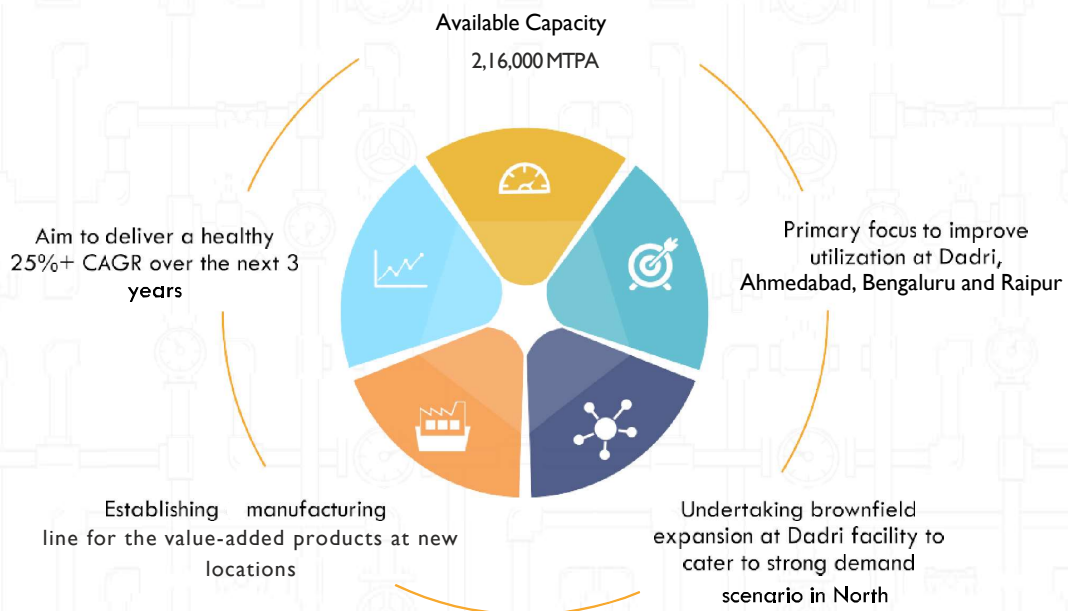 Available Capacity
2,16,000 MTPA
Primary focus to improve
utilization at Dadri,
Ahmedabad, Bengaluru and Raipur
Undertaking brownfield
expansion at Dadri facility to
cater to strong demand
scenario in North
Establishing manufacturing
line for the value-added products at new
locations
Aim to deliver a healthy
25%+ CAGR over the next 3
years